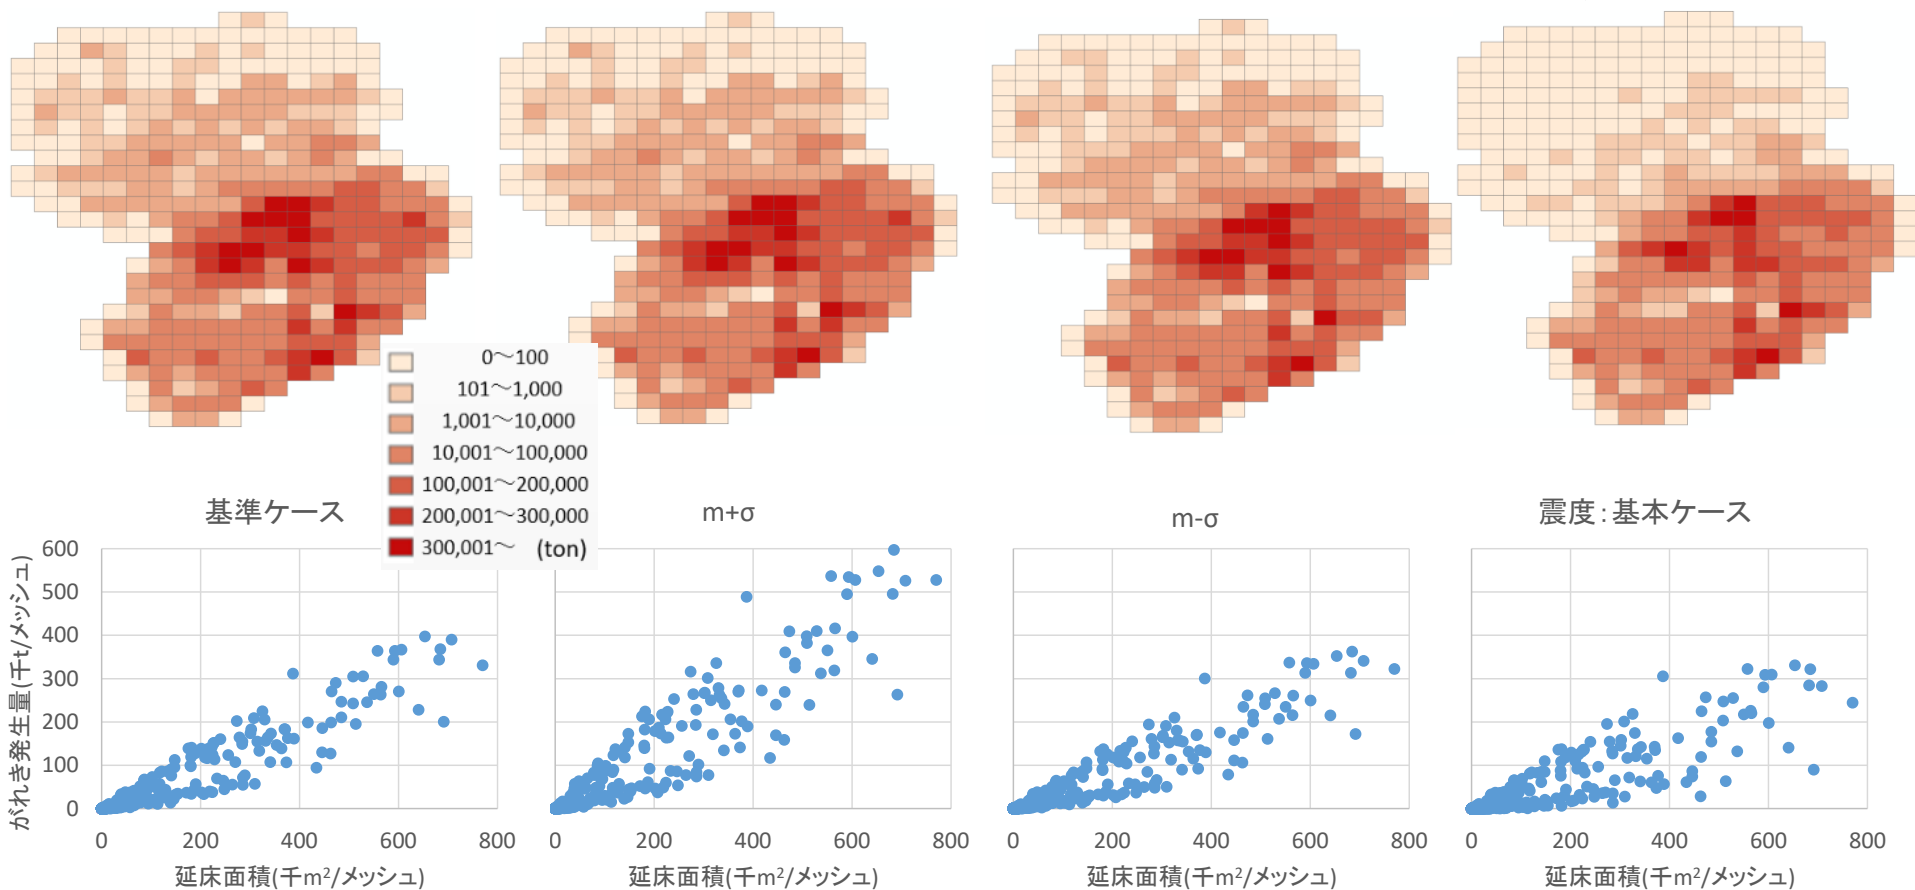 0～100
101～1,000
1,001～10,000
10,001～100,000
100,001～200,000
200,001～300,000
300,001～ (ton)
基準ケース
m+σ
m-σ
震度：基本ケース
がれき発生量(千t/メッシュ)
600
500
400
300
200
100
0
0 200 400 600 800
0 200 400 600 800
0 200 400 600 800
0 200 400 600 800
延床面積(千m²/メッシュ)
延床面積(千m²/メッシュ)
延床面積(千m²/メッシュ)
延床面積(千m²/メッシュ)